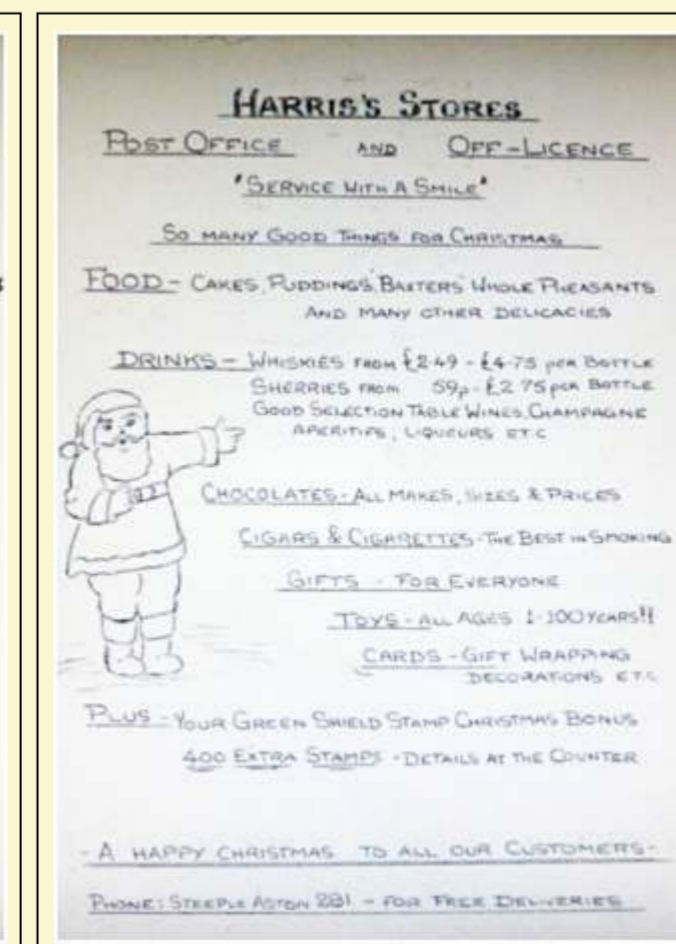 HARRIS'S STORES
POST OFFICE AND OFF-LICENCE
"SERVICE WITH A SMILE"
SO MANY GOOD THINGS FOR CHRISTMAS
FOOD - CAKES, PUDDINGS, "BAXTERS" WHOLE PHEASANTS
AND MANY OTHER DELICACIES
DRINKS - WHISKIES FROM £2·49 - £4·75 PER BOTTLE
SHERRIES FROM 59p - £2·75 PER BOTTLE
GOOD SELECTION TABLE WINES, CHAMPAGNE
APERITIFS, LIQUEURS ETC
CHOCOLATES - ALL MAKES, SIZES & PRICES
CIGARS & CIGARETTES - THE BEST IN SMOKING
GIFTS - FOR EVERYONE
TOYS - ALL AGES 1-100 YEARS!!
CARDS - GIFT WRAPPING
DECORATIONS ETC
PLUS - YOUR GREEN SHIELD STAMP CHRISTMAS BONUS
400 EXTRA STAMPS - DETAILS AT THE COUNTER
- A HAPPY CHRISTMAS TO ALL OUR CUSTOMERS -
PHONE: STEEPLE ASTON 281 - FOR FREE DELIVERIES